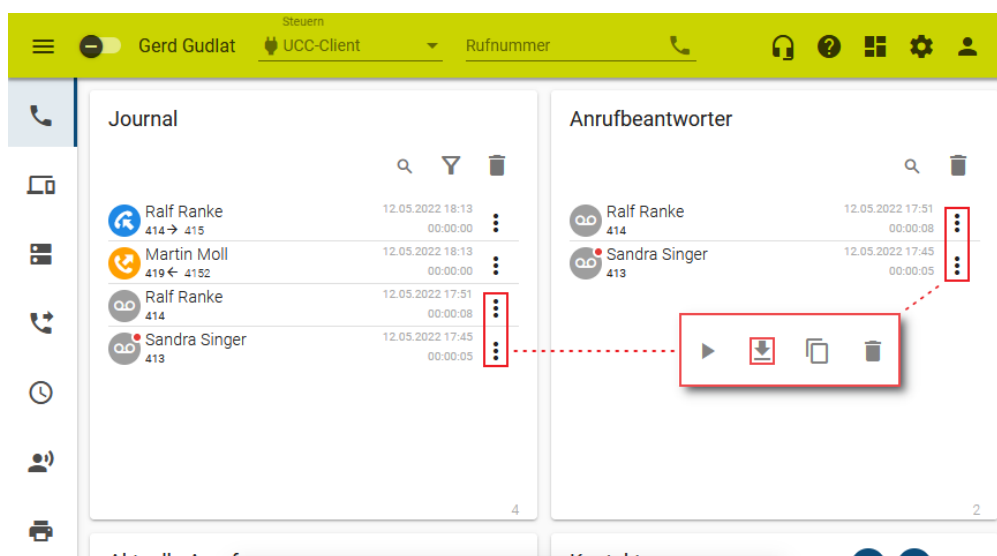 Steuern
Gerd Gudlat
UCC-Client
Rufnummer
Journal
Ralf Ranke
12.05.2022 18:13
414 → 415
00:00:00
Martin Moll
12.05.2022 18:13
419 ← 4152
00:00:00
Ralf Ranke
12.05.2022 17:51
414
00:00:08
Sandra Singer
12.05.2022 17:45
413
00:00:05
4
Anrufbeantworter
Ralf Ranke
12.05.2022 17:51
414
00:00:08
Sandra Singer
12.05.2022 17:45
413
00:00:05
2